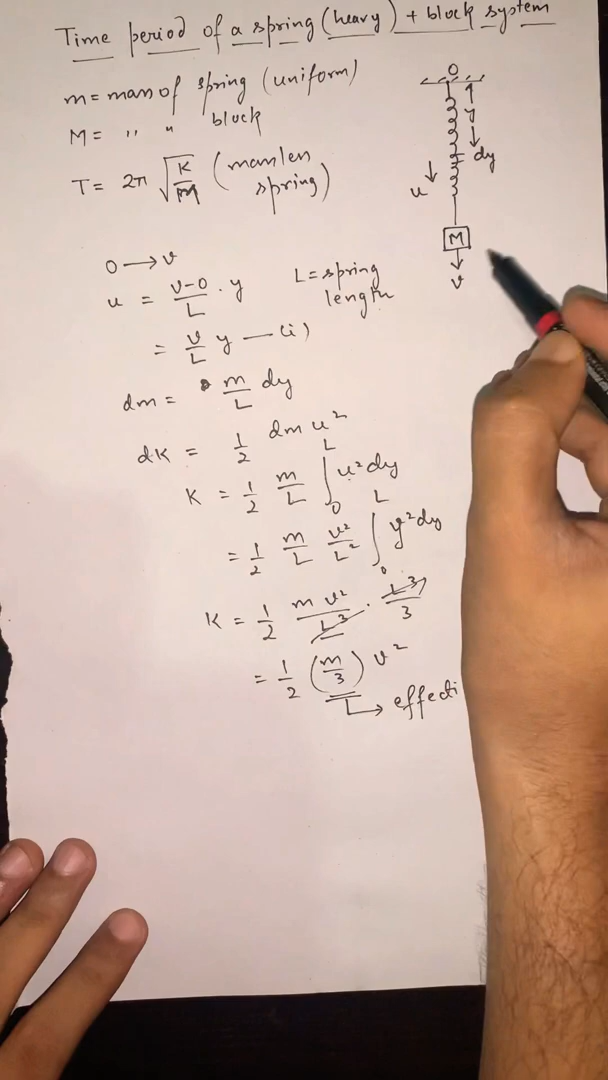 Time period of a spring (heavy) + block system
m = mass of spring (uniform)
M = " " block
T = 2π √(K/m) (massless spring)
O
y
dy
u
M
v
0 → v
u = (v-0)/L . y L = spring length
= v/L y — (i)
dm = m/L dy
dK = 1/2 dm u²
K = 1/2 m/L ∫₀ᴸ u² dy
= 1/2 m/L v²/L² ∫₀ᴸ y² dy
K = 1/2 m v²/L³ . L³/3
= 1/2 (m/3) v²
→ effecti